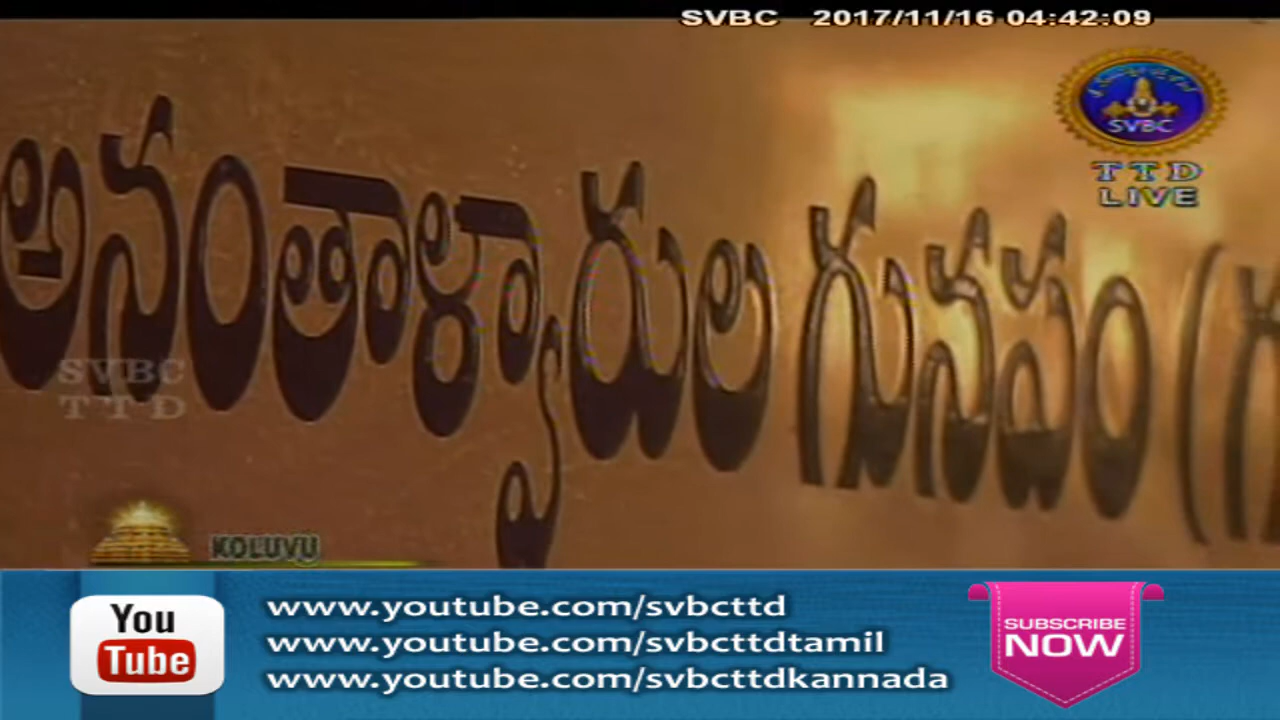 SVBC 2017/11/16 04:42:09
SVBC
TTD
LIVE
అనంతాళ్వారుల గునపం (
SVBC
TTD
KOLUVU
You
Tube
www.youtube.com/svbcttd
www.youtube.com/svbcttdtamil
www.youtube.com/svbcttdkannada
SUBSCRIBE
NOW